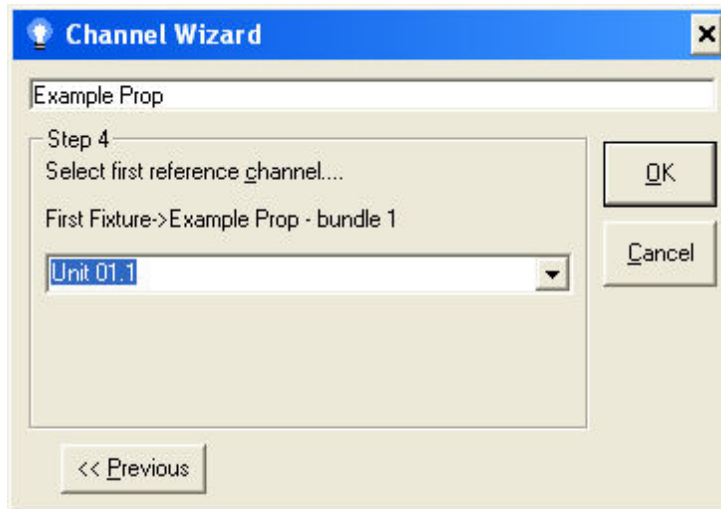 Channel Wizard
Example Prop
Step 4
Select first reference channel....
OK
First Fixture->Example Prop - bundle 1
Cancel
Unit 01.1
<< Previous